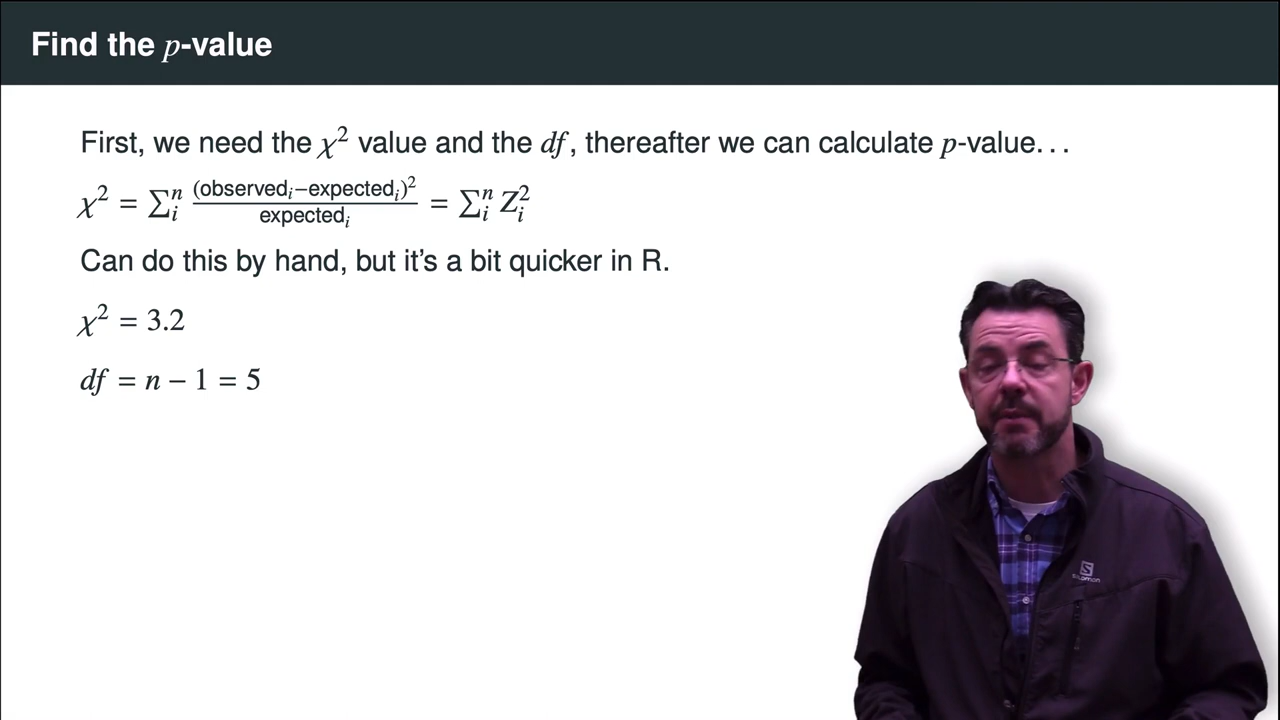 Find the p-value
First, we need the χ² value and the df, thereafter we can calculate p-value...
χ² = ∑ᵢⁿ (observedᵢ−expectedᵢ)² / expectedᵢ = ∑ᵢⁿ Zᵢ²
Can do this by hand, but it's a bit quicker in R.
χ² = 3.2
df = n − 1 = 5
S
SALOMON